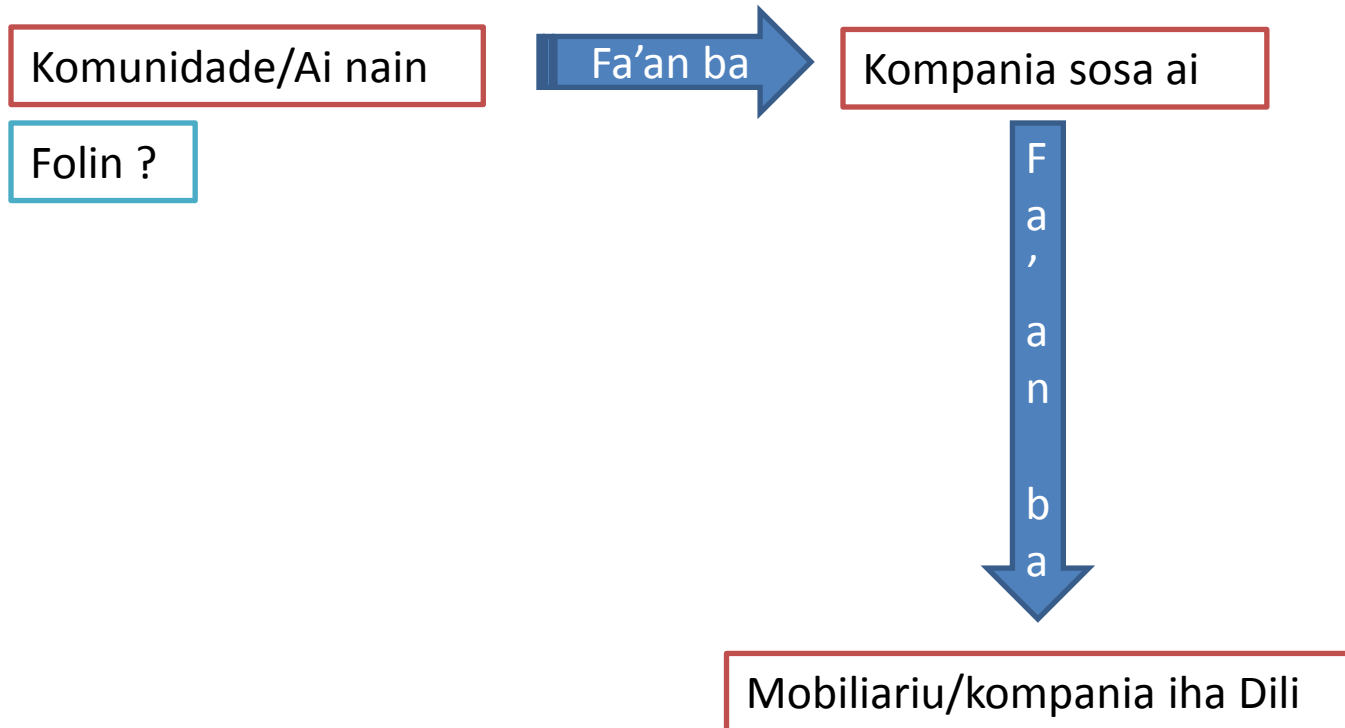 Komunidade/Ai nain
Fa’an ba
Kompania sosa ai
Folin ?
Fa’an ba
Mobiliariu/kompania iha Dili